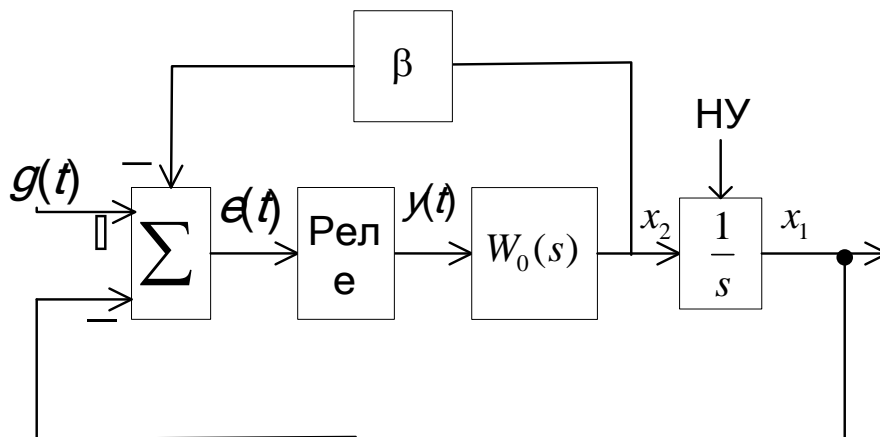 β
НУ
−
g(t)
▯
Σ
e(t)
Рел
е
y(t)
W₀(s)
x₂
1
s
x₁
−